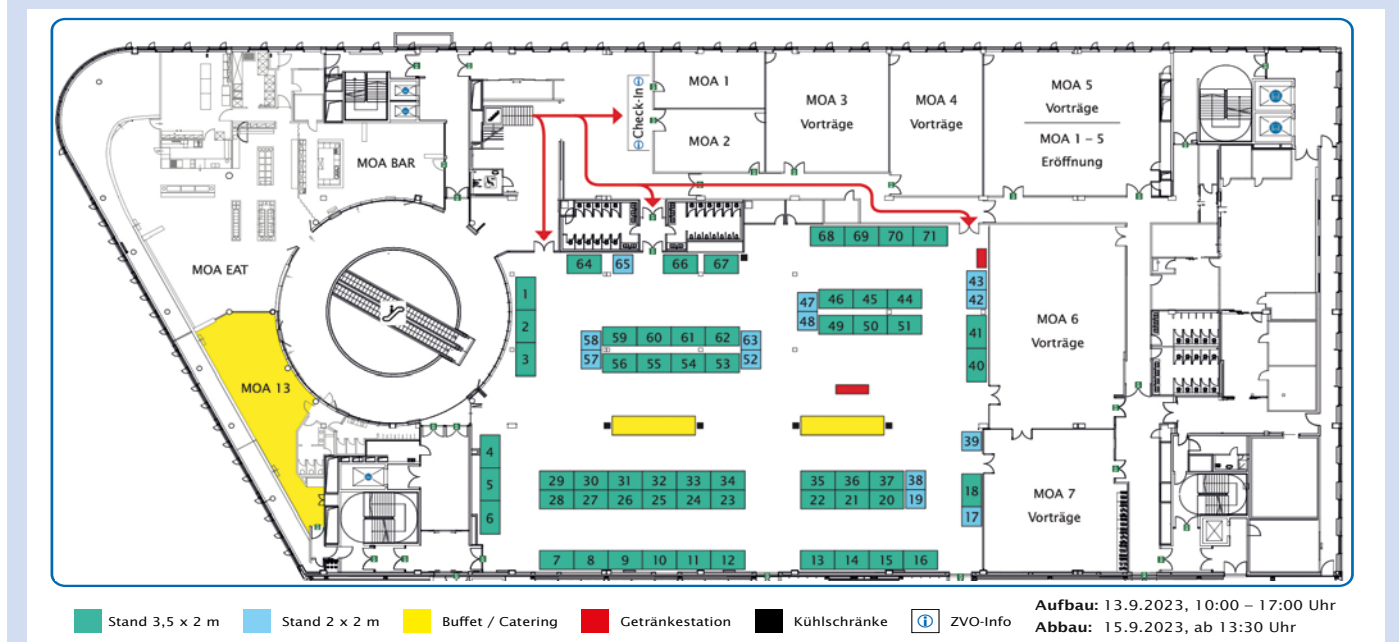 Check-In
MOA 1
MOA 2
MOA 3
Vorträge
MOA 4
Vorträge
MOA 5
Vorträge
MOA 1 – 5
Eröffnung
MOA BAR
MOA EAT
MOA 13
MOA 6
Vorträge
MOA 7
Vorträge
68 69 70 71
64 65 66 67
1
2
3
43
42
41
40
47 46 45 44
48 49 50 51
58 59 60 61 62 63
57 56 55 54 53 52
4
5
6
39
29 30 31 32 33 34
28 27 26 25 24 23
35 36 37 38
22 21 20 19
18
17
7 8 9 10 11 12
13 14 15 16
Stand 3,5 x 2 m
Stand 2 x 2 m
Buffet / Catering
Getränkestation
Kühlschränke
ZVO-Info
Aufbau: 13.9.2023, 10:00 – 17:00 Uhr
Abbau: 15.9.2023, ab 13:30 Uhr